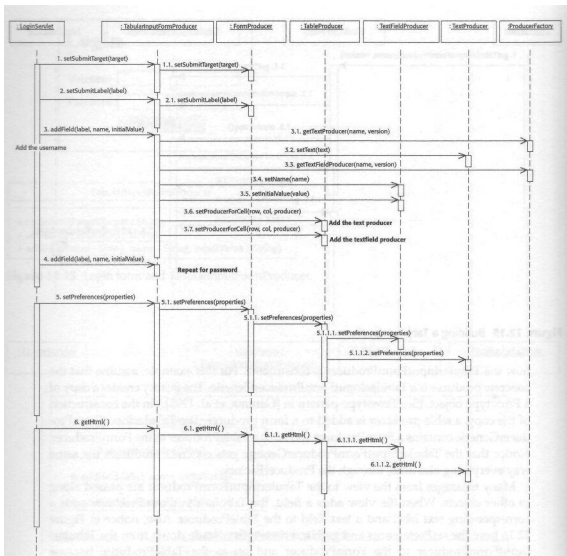 : LoginServlet
: TabularInputFormProducer
: FormProducer
: TableProducer
: TextFieldProducer
: TextProducer
:ProducerFactory
1. setSubmitTarget(target)
1.1. setSubmitTarget(target)
2. setSubmitLabel(label)
2.1. setSubmitLabel(label)
3. addField(label, name, initialValue)
3.1. getTextProducer(name, version)
Add the username
3.2. setText(text)
3.3. getTextFieldProducer(name, version)
3.4. setName(name)
3.5. setInitialValue(value)
3.6. setProducerForCell(row, col, producer)
Add the text producer
3.7. setProducerForCell(row, col, producer)
Add the textfield producer
4. addField(label, name, initialValue)
Repeat for password
5. setPreferences(properties)
5.1. setPreferences(properties)
5.1.1. setPreferences(properties)
5.1.1.1. setPreferences(properties)
5.1.1.2. setPreferences(properties)
6. getHtml( )
6.1. getHtml( )
6.1.1. getHtml( )
6.1.1.1. getHtml( )
6.1.1.2. getHtml( )